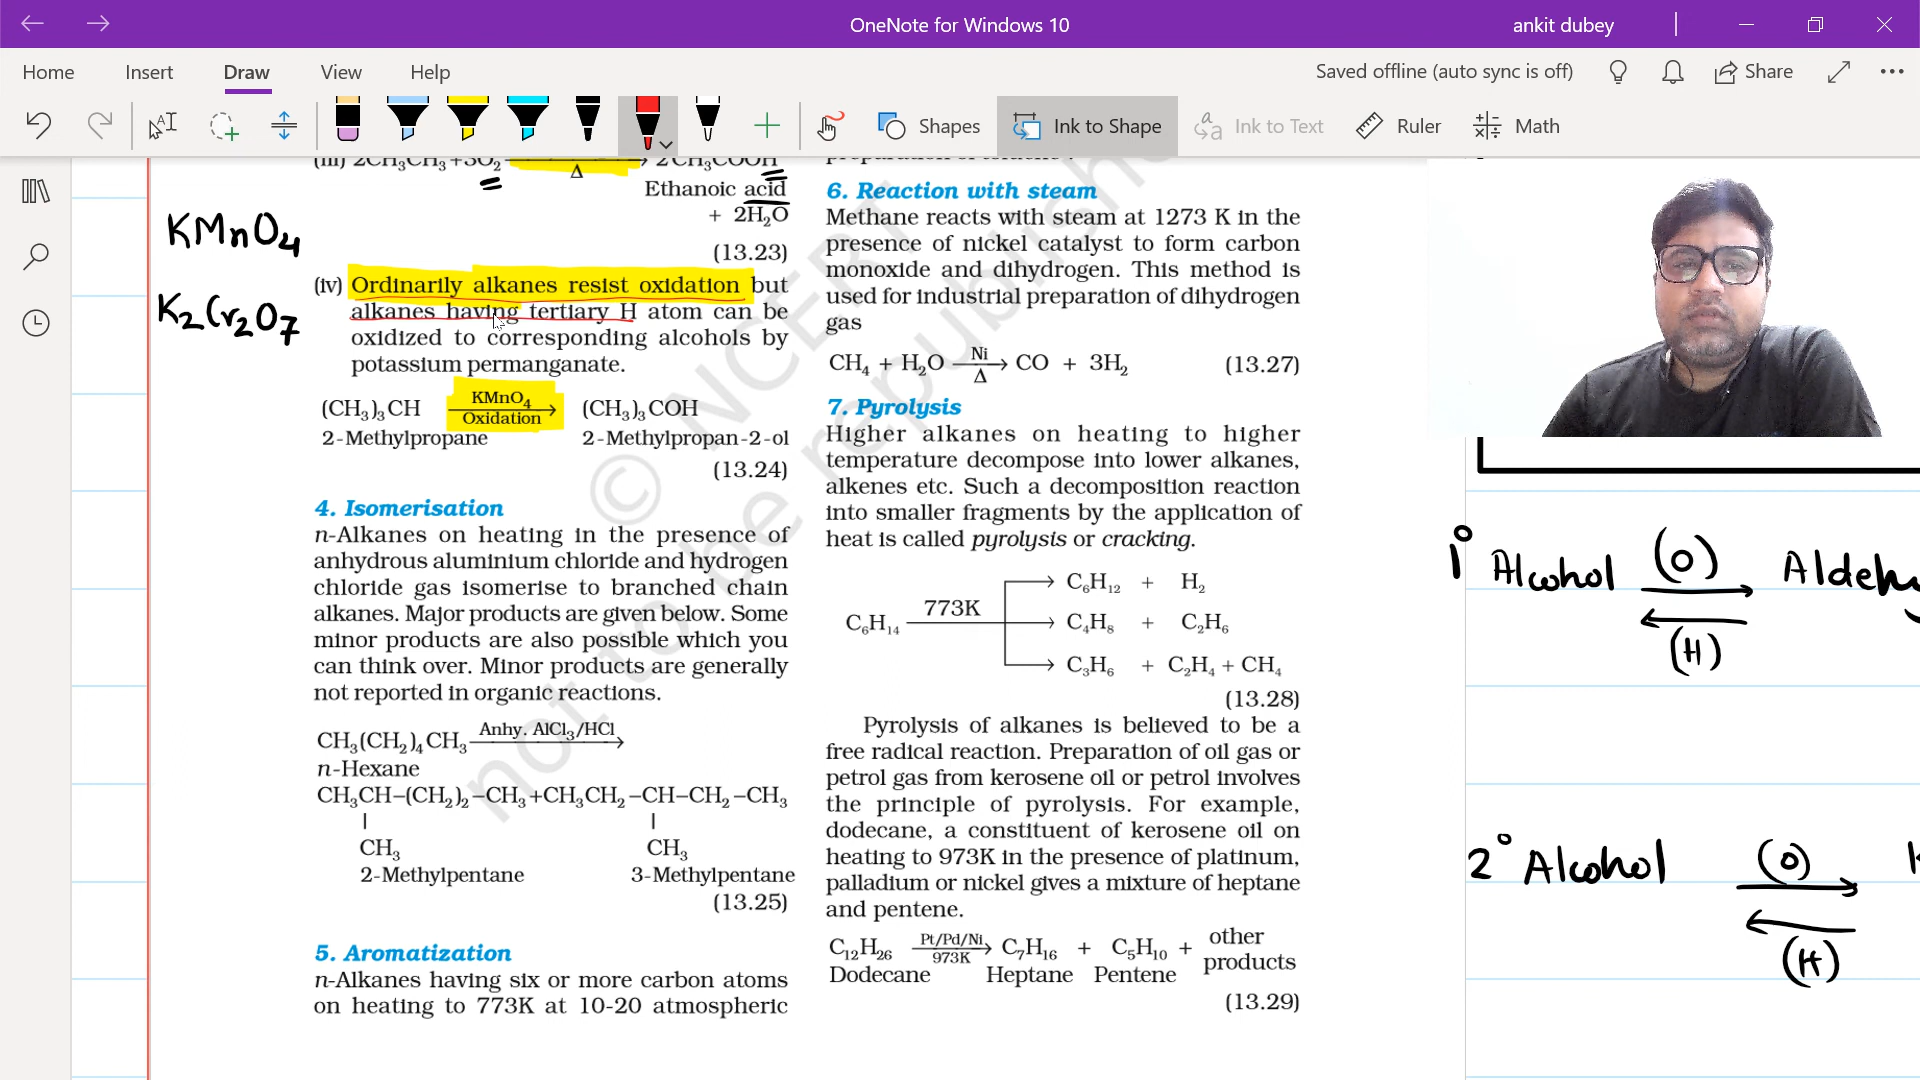 OneNote for Windows 10
ankit dubey
Home Insert Draw View Help
Saved offline (auto sync is off)
Share
Shapes
Ink to Shape
Ink to Text
Ruler
Math
(iii) 2CH₃CH₃+3O₂ → 2CH₃COOH
Δ
Ethanoic acid
+ 2H₂O
(13.23)
KMnO₄
K₂Cr₂O₇
(iv) Ordinarily alkanes resist oxidation but
alkanes having tertiary H atom can be
oxidized to corresponding alcohols by
potassium permanganate.
(CH₃)₃CH KMnO₄ Oxidation → (CH₃)₃COH
2-Methylpropane 2-Methylpropan-2-ol
(13.24)
4. Isomerisation
n-Alkanes on heating in the presence of
anhydrous aluminium chloride and hydrogen
chloride gas isomerise to branched chain
alkanes. Major products are given below. Some
minor products are also possible which you
can think over. Minor products are generally
not reported in organic reactions.
CH₃(CH₂)₄CH₃ Anhy. AlCl₃/HCl →
n-Hexane
CH₃CH–(CH₂)₂–CH₃+CH₃CH₂–CH–CH₂–CH₃
CH₃ CH₃
2-Methylpentane 3-Methylpentane
(13.25)
5. Aromatization
n-Alkanes having six or more carbon atoms
on heating to 773K at 10-20 atmospheric
6. Reaction with steam
Methane reacts with steam at 1273 K in the
presence of nickel catalyst to form carbon
monoxide and dihydrogen. This method is
used for industrial preparation of dihydrogen
gas
CH₄ + H₂O Ni Δ → CO + 3H₂ (13.27)
7. Pyrolysis
Higher alkanes on heating to higher
temperature decompose into lower alkanes,
alkenes etc. Such a decomposition reaction
into smaller fragments by the application of
heat is called pyrolysis or cracking.
C₆H₁₄ 773K
→ C₆H₁₂ + H₂
→ C₄H₈ + C₂H₆
→ C₃H₆ + C₂H₄ + CH₄
(13.28)
Pyrolysis of alkanes is believed to be a
free radical reaction. Preparation of oil gas or
petrol gas from kerosene oil or petrol involves
the principle of pyrolysis. For example,
dodecane, a constituent of kerosene oil on
heating to 973K in the presence of platinum,
palladium or nickel gives a mixture of heptane
and pentene.
C₁₂H₂₆ Pt/Pd/Ni 973K → C₇H₁₆ + C₅H₁₀ + other products
Dodecane Heptane Pentene
(13.29)
© NCERT
not to be republishe
1° Alcohol (O) → Aldehy
← (H)
2° Alcohol (O) → K
← (H)